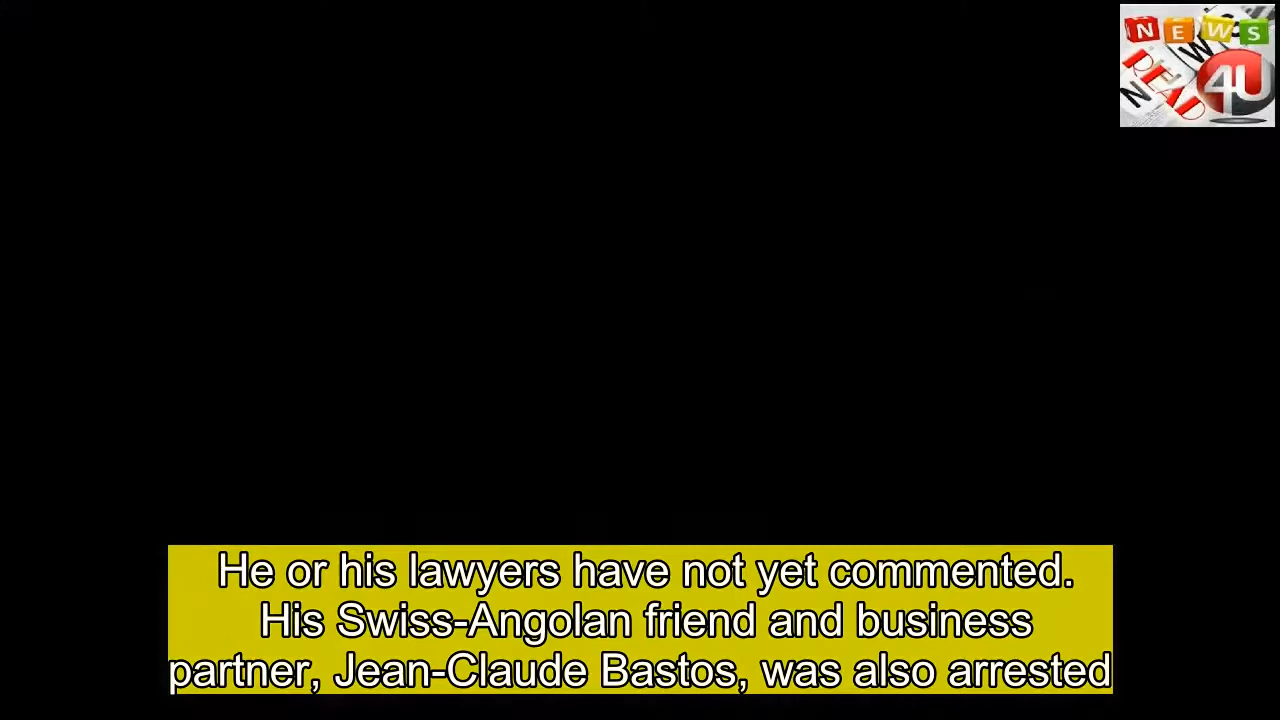 NEWS
READ
N
4U
He or his lawyers have not yet commented.
His Swiss-Angolan friend and business
partner, Jean-Claude Bastos, was also arrested